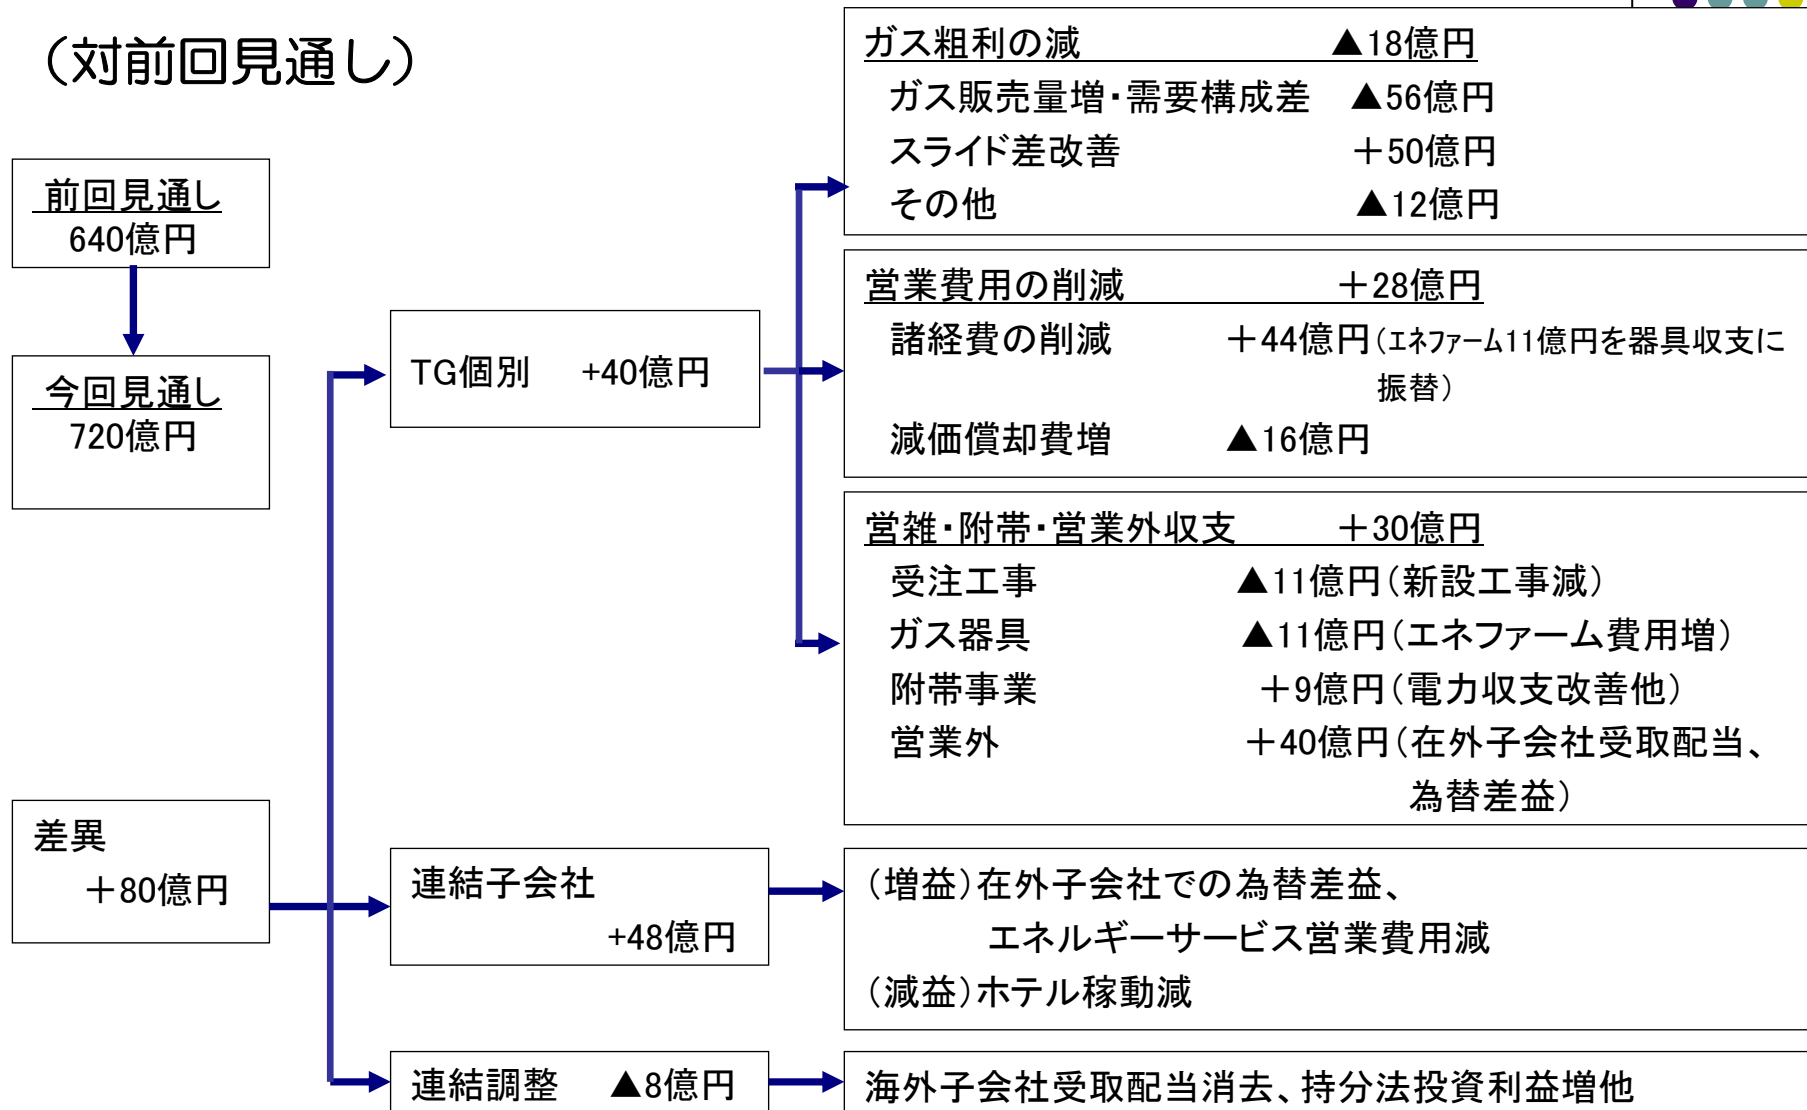 (対前回見通し)
前回見通し
640億円
今回見通し
720億円
差異
＋80億円
TG個別 +40億円
連結子会社
+48億円
連結調整 ▲8億円
ガス粗利の減 ▲18億円
ガス販売量増・需要構成差 ▲56億円
スライド差改善 ＋50億円
その他 ▲12億円
営業費用の削減 ＋28億円
諸経費の削減 ＋44億円(エネファーム11億円を器具収支に
振替)
減価償却費増 ▲16億円
営雑・附帯・営業外収支 ＋30億円
受注工事 ▲11億円(新設工事減)
ガス器具 ▲11億円(エネファーム費用増)
附帯事業 ＋9億円(電力収支改善他)
営業外 ＋40億円(在外子会社受取配当、
為替差益)
(増益)在外子会社での為替差益、
エネルギーサービス営業費用減
(減益)ホテル稼動減
海外子会社受取配当消去、持分法投資利益増他